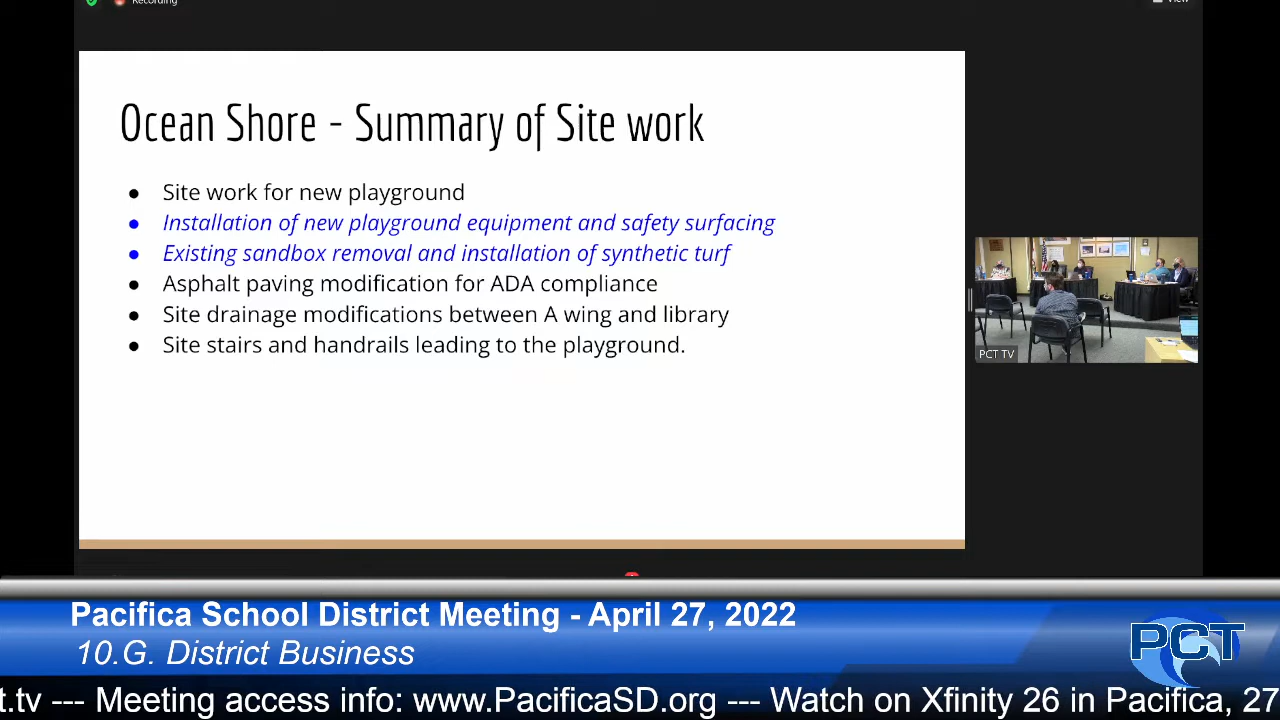 Recording
View
Ocean Shore - Summary of Site work
● Site work for new playground
● Installation of new playground equipment and safety surfacing
● Existing sandbox removal and installation of synthetic turf
● Asphalt paving modification for ADA compliance
● Site drainage modifications between A wing and library
● Site stairs and handrails leading to the playground.
PCT TV
Pacifica School District Meeting - April 27, 2022
10.G. District Business
PCT
t.tv --- Meeting access info: www.PacificaSD.org --- Watch on Xfinity 26 in Pacifica, 27